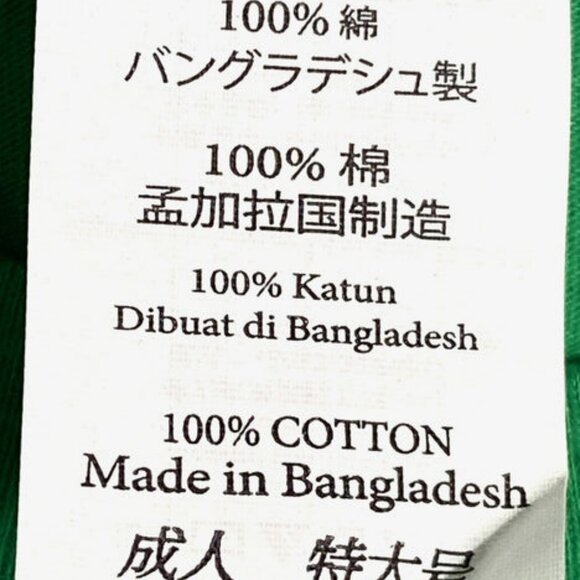 100% 綿
バングラデシュ製
100% 棉
孟加拉国制造
100% Katun
Dibuat di Bangladesh
100% COTTON
Made in Bangladesh
成人 特大号